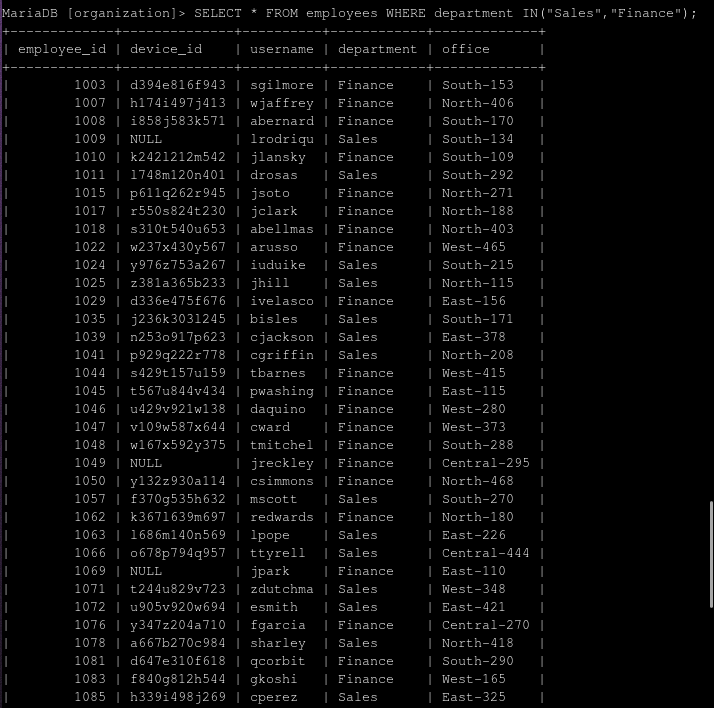 MariaDB [organization]> SELECT * FROM employees WHERE department IN("Sales","Finance");
+-------------+--------------+----------+------------+-------------+
| employee_id | device_id    | username | department | office      |
+-------------+--------------+----------+------------+-------------+
|        1003 | d394e816f943 | sgilmore | Finance    | South-153   |
|        1007 | h174i497j413 | wjaffrey | Finance    | North-406   |
|        1008 | i858j583k571 | abernard | Finance    | South-170   |
|        1009 | NULL         | lrodriqu | Sales      | South-134   |
|        1010 | k242l212m542 | jlansky  | Finance    | South-109   |
|        1011 | l748m120n401 | drosas   | Sales      | South-292   |
|        1015 | p611q262r945 | jsoto    | Finance    | North-271   |
|        1017 | r550s824t230 | jclark   | Finance    | North-188   |
|        1018 | s310t540u653 | abellmas | Finance    | North-403   |
|        1022 | w237x430y567 | arusso   | Finance    | West-465    |
|        1024 | y976z753a267 | iuduike  | Sales      | South-215   |
|        1025 | z381a365b233 | jhill    | Sales      | North-115   |
|        1029 | d336e475f676 | ivelasco | Finance    | East-156    |
|        1035 | j236k303l245 | bisles   | Sales      | South-171   |
|        1039 | n253o917p623 | cjackson | Sales      | East-378    |
|        1041 | p929q222r778 | cgriffin | Sales      | North-208   |
|        1044 | s429t157u159 | tbarnes  | Finance    | West-415    |
|        1045 | t567u844v434 | pwashing | Finance    | East-115    |
|        1046 | u429v921w138 | daquino  | Finance    | West-280    |
|        1047 | v109w587x644 | cward    | Finance    | West-373    |
|        1048 | w167x592y375 | tmitchel | Finance    | South-288   |
|        1049 | NULL         | jreckley | Finance    | Central-295 |
|        1050 | y132z930a114 | csimmons | Finance    | North-468   |
|        1057 | f370g535h632 | mscott   | Sales      | South-270   |
|        1062 | k367l639m697 | redwards | Finance    | North-180   |
|        1063 | l686m140n569 | lpope    | Sales      | East-226    |
|        1066 | o678p794q957 | ttyrell  | Sales      | Central-444 |
|        1069 | NULL         | jpark    | Finance    | East-110    |
|        1071 | t244u829v723 | zdutchma | Sales      | West-348    |
|        1072 | u905v920w694 | esmith   | Sales      | East-421    |
|        1076 | y347z204a710 | fgarcia  | Finance    | Central-270 |
|        1078 | a667b270c984 | sharley  | Sales      | North-418   |
|        1081 | d647e310f618 | qcorbit  | Finance    | South-290   |
|        1083 | f840g812h544 | gkoshi   | Finance    | West-165    |
|        1085 | h339i498j269 | cperez   | Sales      | East-325    |